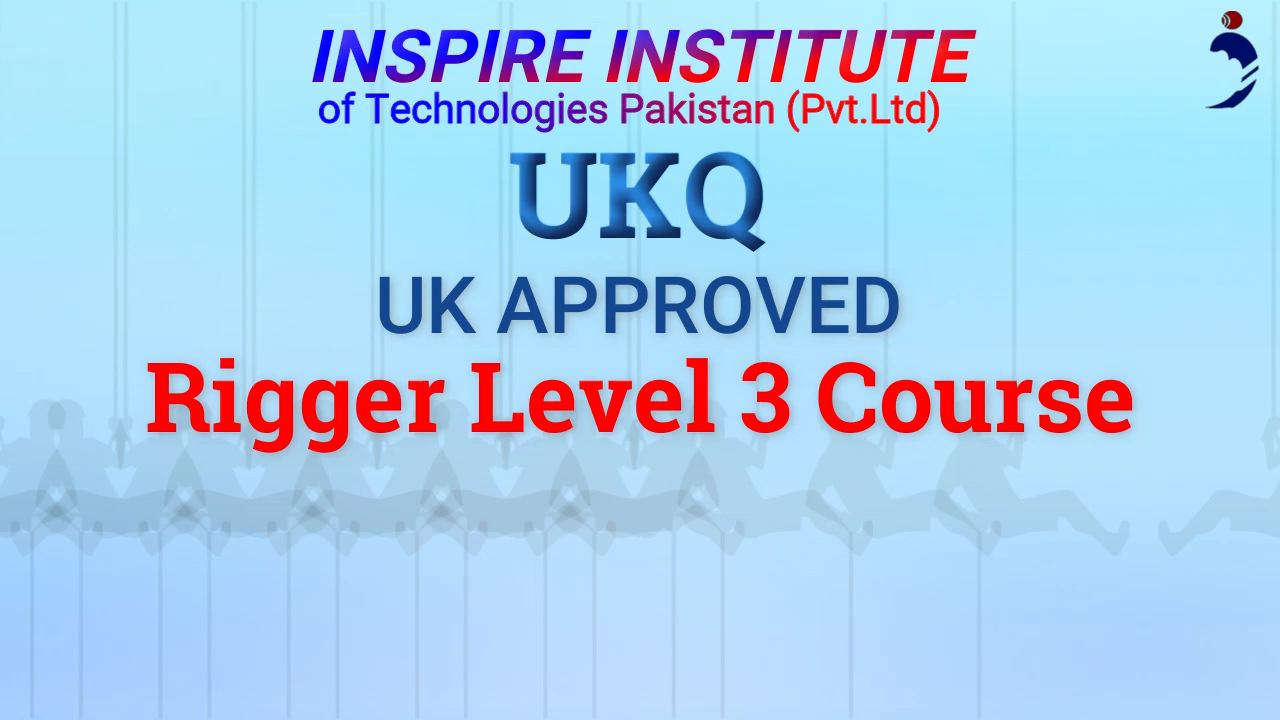 INSPIRE INSTITUTE
of Technologies Pakistan (Pvt.Ltd)
UKQ
UK APPROVED
Rigger Level 3 Course